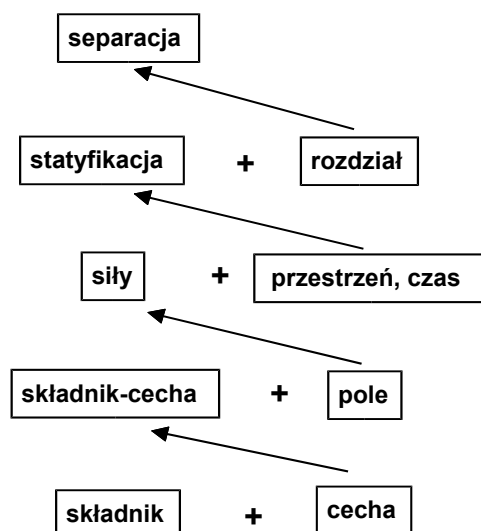 separacja
statyfikacja + rozdział
siły + przestrzeń, czas
składnik-cecha + pole
składnik + cecha